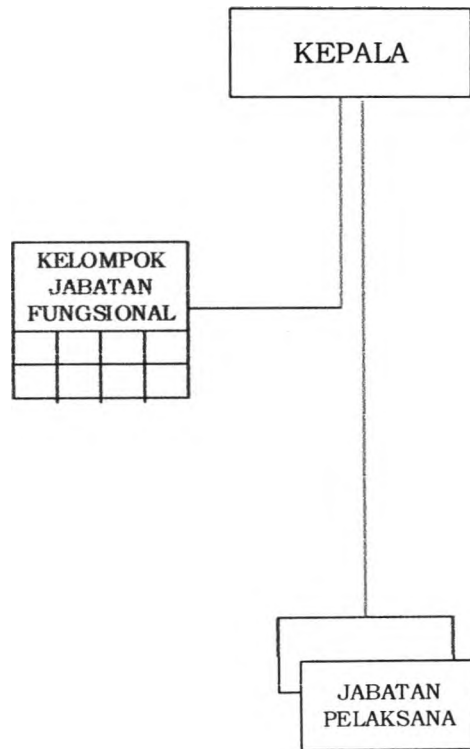 KEPALA
KELOMPOK
JABATAN
FUNGSIONAL
JABATAN
PELAKSANA